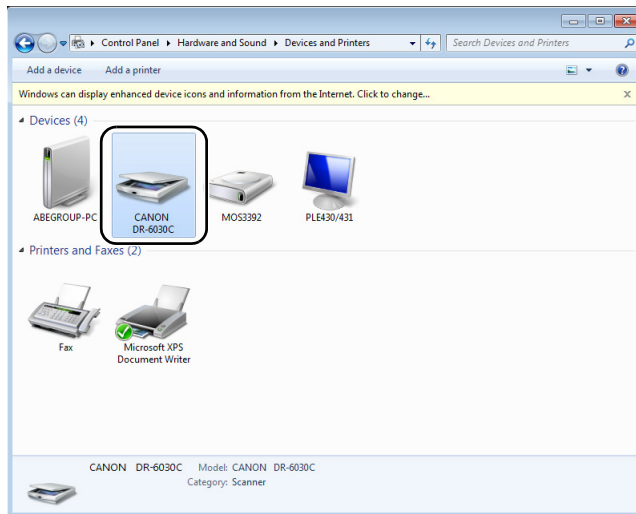 Control Panel Hardware and Sound Devices and Printers Search Devices and Printers
Add a device Add a printer
Windows can display enhanced device icons and information from the Internet. Click to change... x
Devices (4)
ABEGROUP-PC
CANON
DR-6030C
MOS3392
PLE430/431
Printers and Faxes (2)
Fax
Microsoft XPS
Document Writer
CANON DR-6030C Model: CANON DR-6030C
Category: Scanner